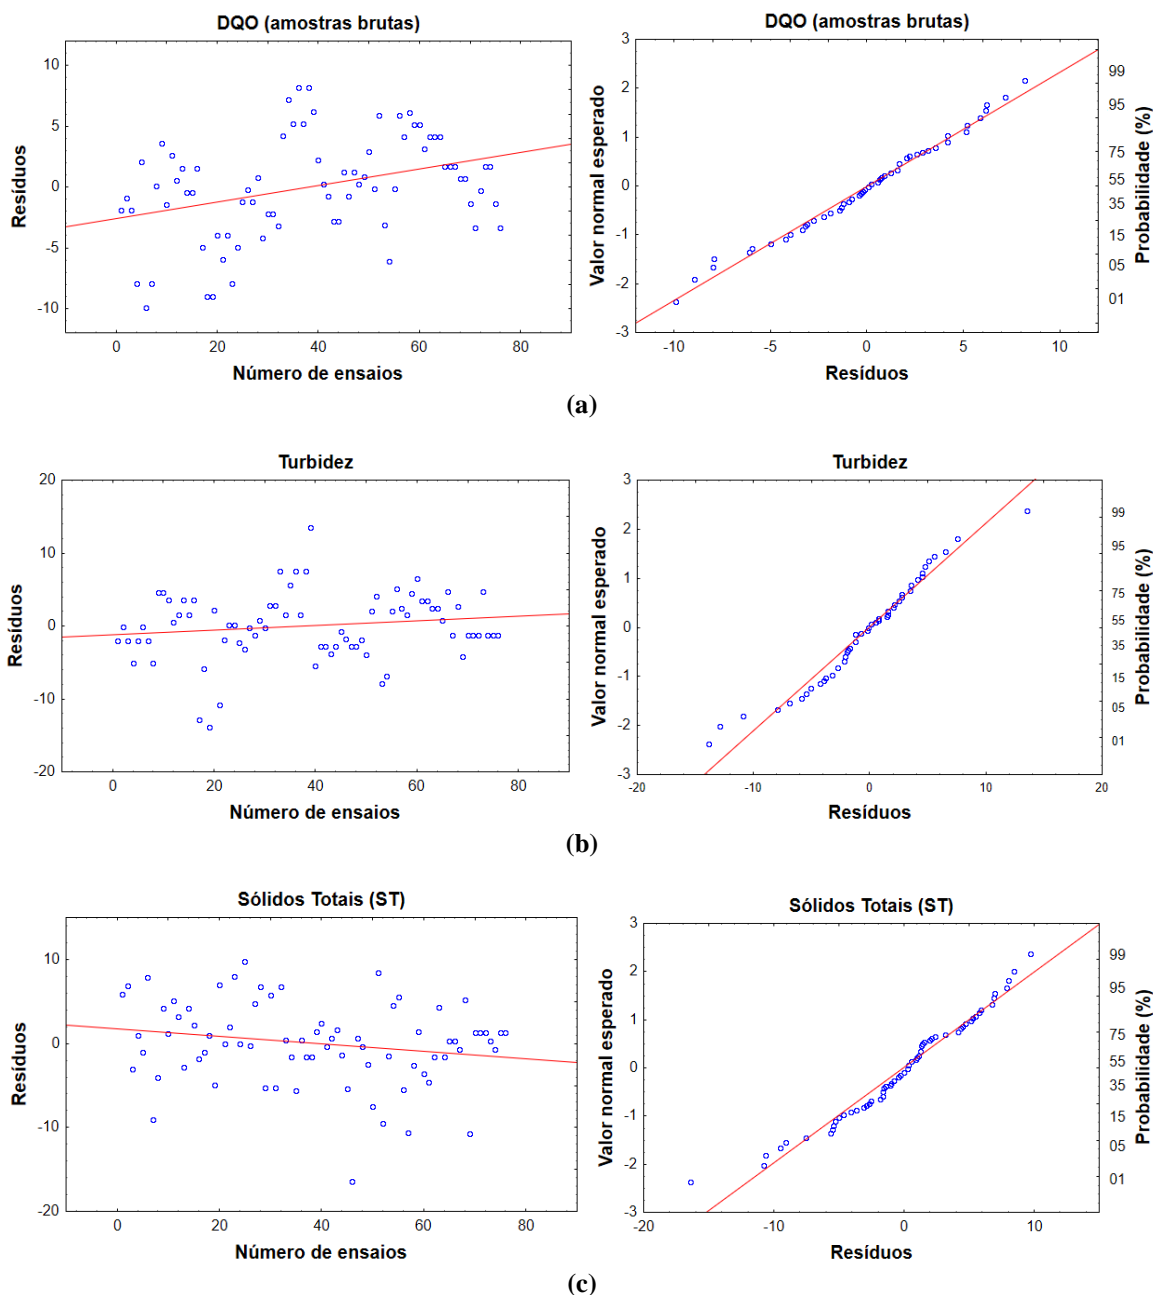 DQO (amostras brutas)
10
5
0
-5
-10
Resíduos
0 20 40 60 80
Número de ensaios
DQO (amostras brutas)
3
2
1
0
-1
-2
-3
Valor normal esperado
-10 -5 0 5 10
Resíduos
99
95
75
55
35
15
05
01
Probabilidade (%)
(a)
Turbidez
20
10
0
-10
-20
Resíduos
0 20 40 60 80
Número de ensaios
Turbidez
3
2
1
0
-1
-2
-3
Valor normal esperado
-20 -10 0 10 20
Resíduos
99
95
75
55
35
15
05
01
Probabilidade (%)
(b)
Sólidos Totais (ST)
10
0
-10
-20
Resíduos
0 20 40 60 80
Número de ensaios
Sólidos Totais (ST)
3
2
1
0
-1
-2
-3
Valor normal esperado
-20 -10 0 10
Resíduos
99
95
75
55
35
15
05
01
Probabilidade (%)
(c)